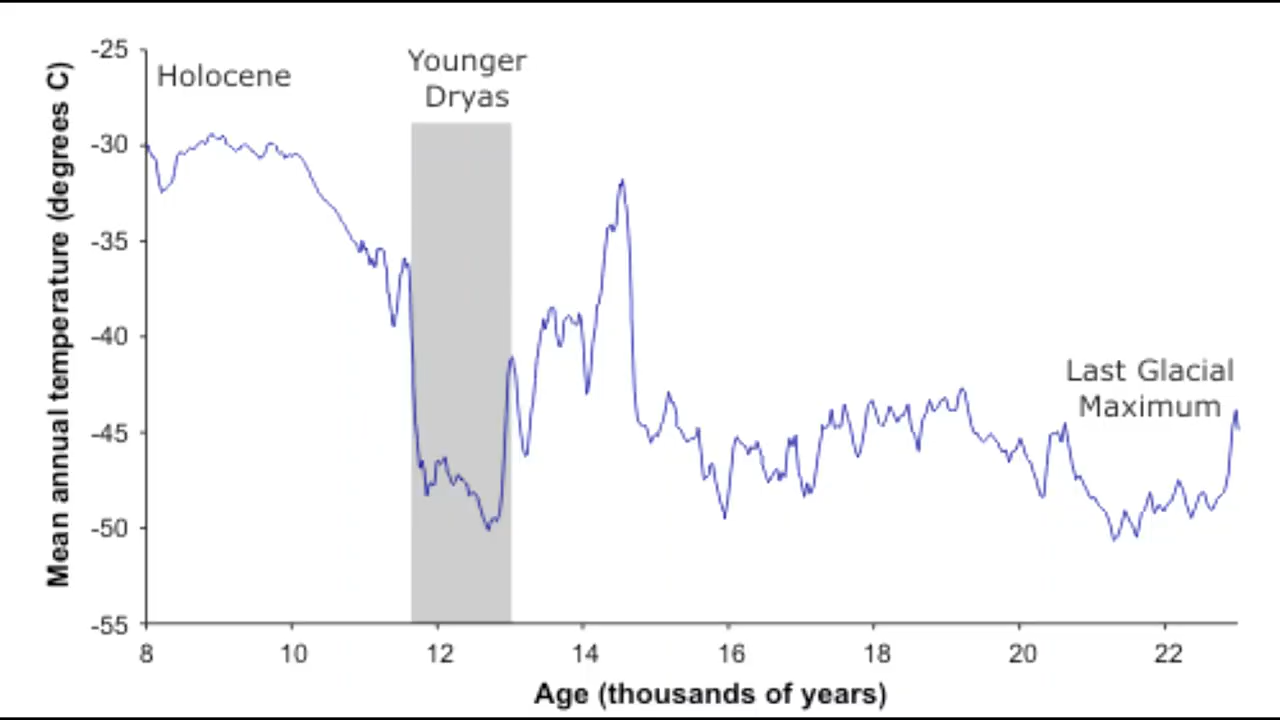 Mean annual temperature (degrees C)
-25
-30
-35
-40
-45
-50
-55
Holocene
Younger
Dryas
Last Glacial
Maximum
8
10
12
14
16
18
20
22
Age (thousands of years)